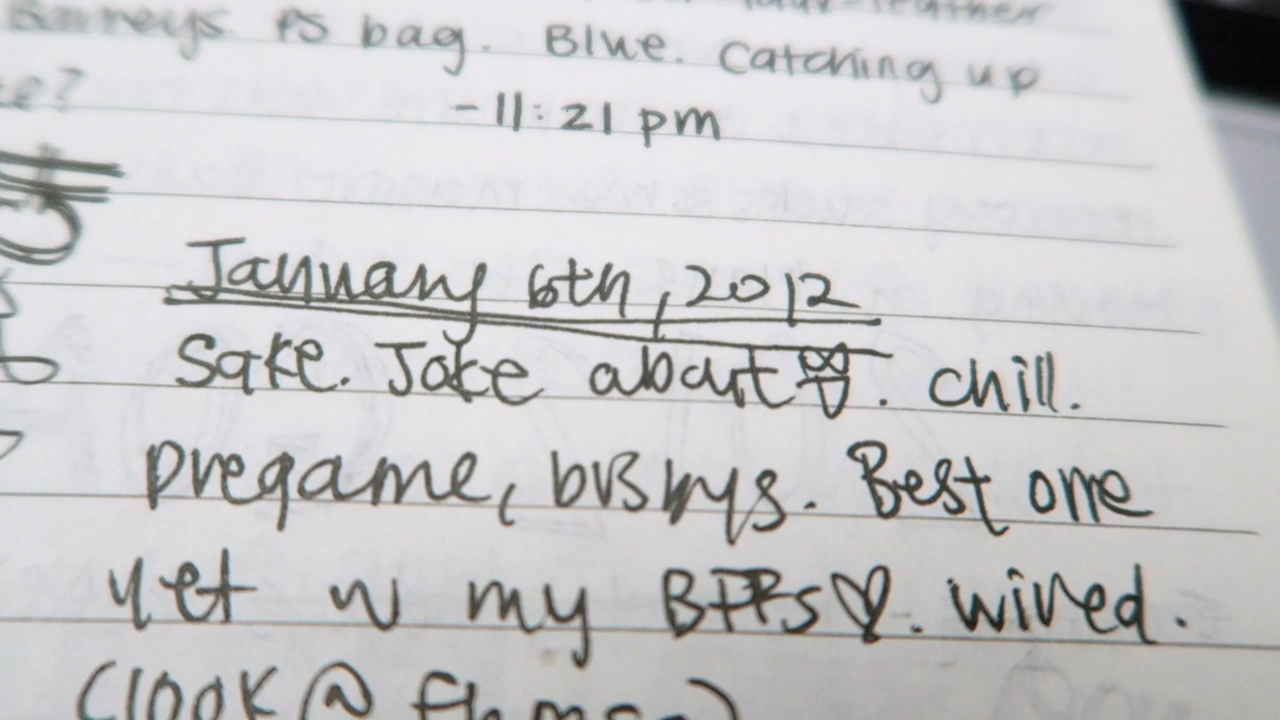 Barneys PS bag. Blue. Catching up
-11:21 pm
January 6th, 2012
Sake. Joke about. chill.
pregame,. Best one
yet w my BFFs♡. wired.
(look @